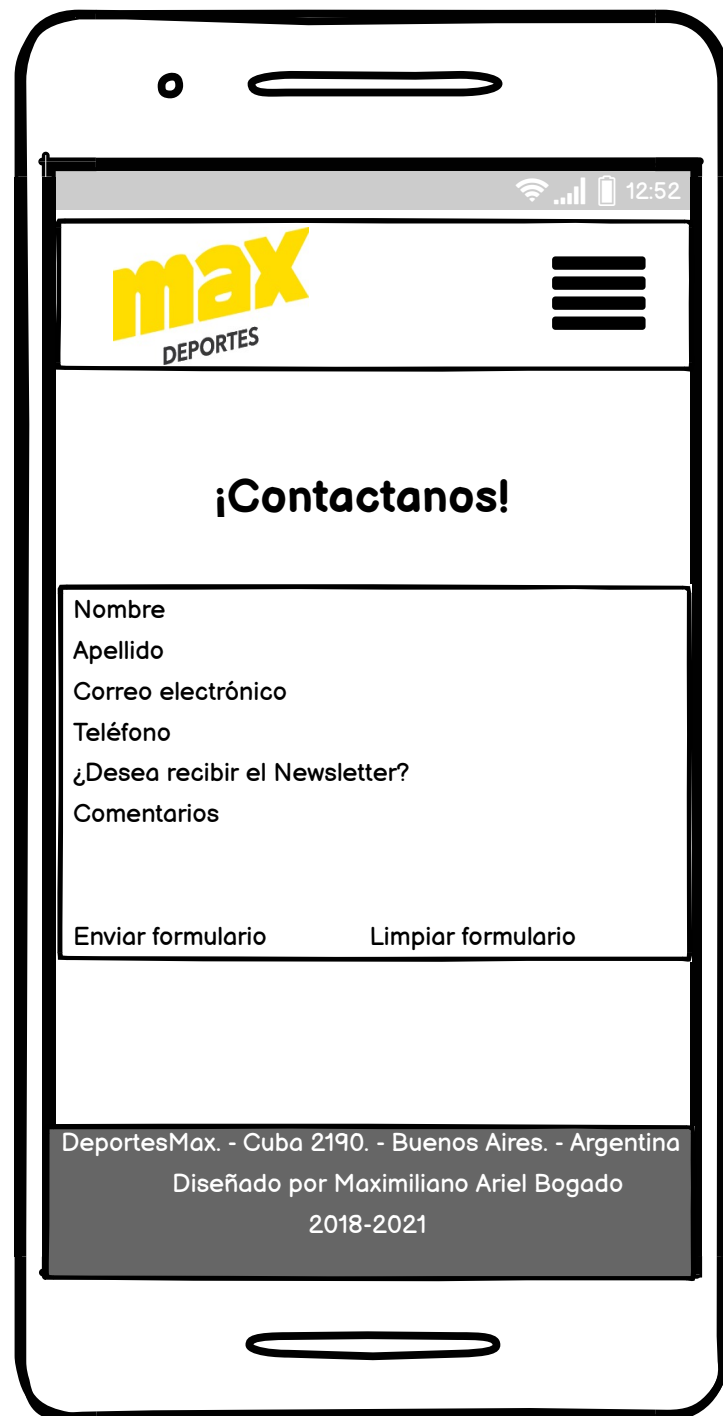 12:52
max
DEPORTES
¡Contactanos!
Nombre
Apellido
Correo electrónico
Teléfono
¿Desea recibir el Newsletter?
Comentarios
Enviar formulario Limpiar formulario
DeportesMax. - Cuba 2190. - Buenos Aires. - Argentina
Diseñado por Maximiliano Ariel Bogado
2018-2021